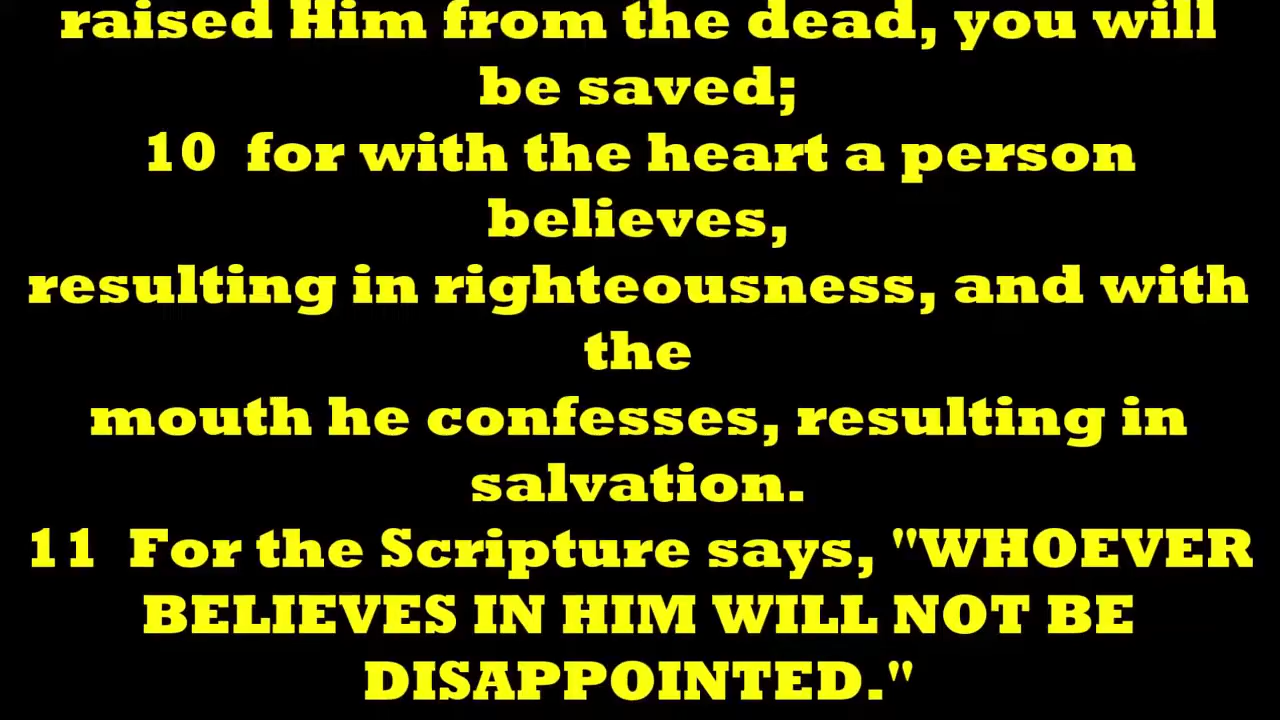 raised Him from the dead, you will
be saved;
10 for with the heart a person
believes,
resulting in righteousness, and with
the
mouth he confesses, resulting in
salvation.
11 For the Scripture says, "WHOEVER
BELIEVES IN HIM WILL NOT BE
DISAPPOINTED."